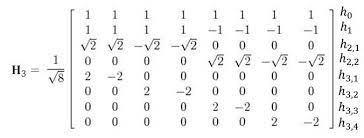 1 1 1 1 1 1 1 1 h₀
1 1 1 1 −1 −1 −1 −1 h₁
√2 √2 −√2 −√2 0 0 0 0 h₂,₁
H₃ = 1/√8 0 0 0 0 √2 √2 −√2 −√2 h₂,₂
2 −2 0 0 0 0 0 0 h₃,₁
0 0 2 −2 0 0 0 0 h₃,₂
0 0 0 0 2 −2 0 0 h₃,₃
0 0 0 0 0 0 2 −2 h₃,₄